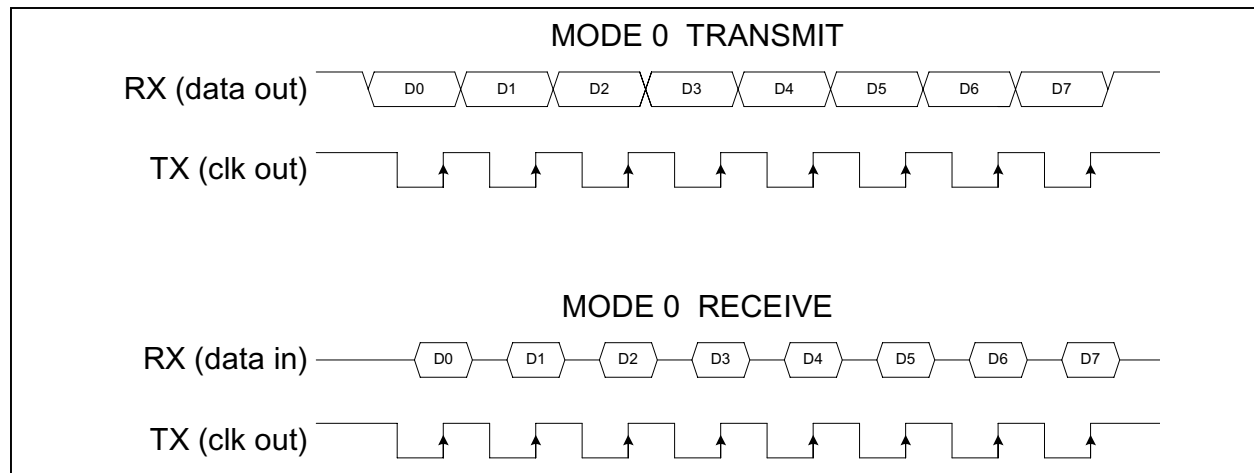 MODE 0 TRANSMIT
RX (data out) D0 D1 D2 D3 D4 D5 D6 D7
TX (clk out)
MODE 0 RECEIVE
RX (data in) D0 D1 D2 D3 D4 D5 D6 D7
TX (clk out)